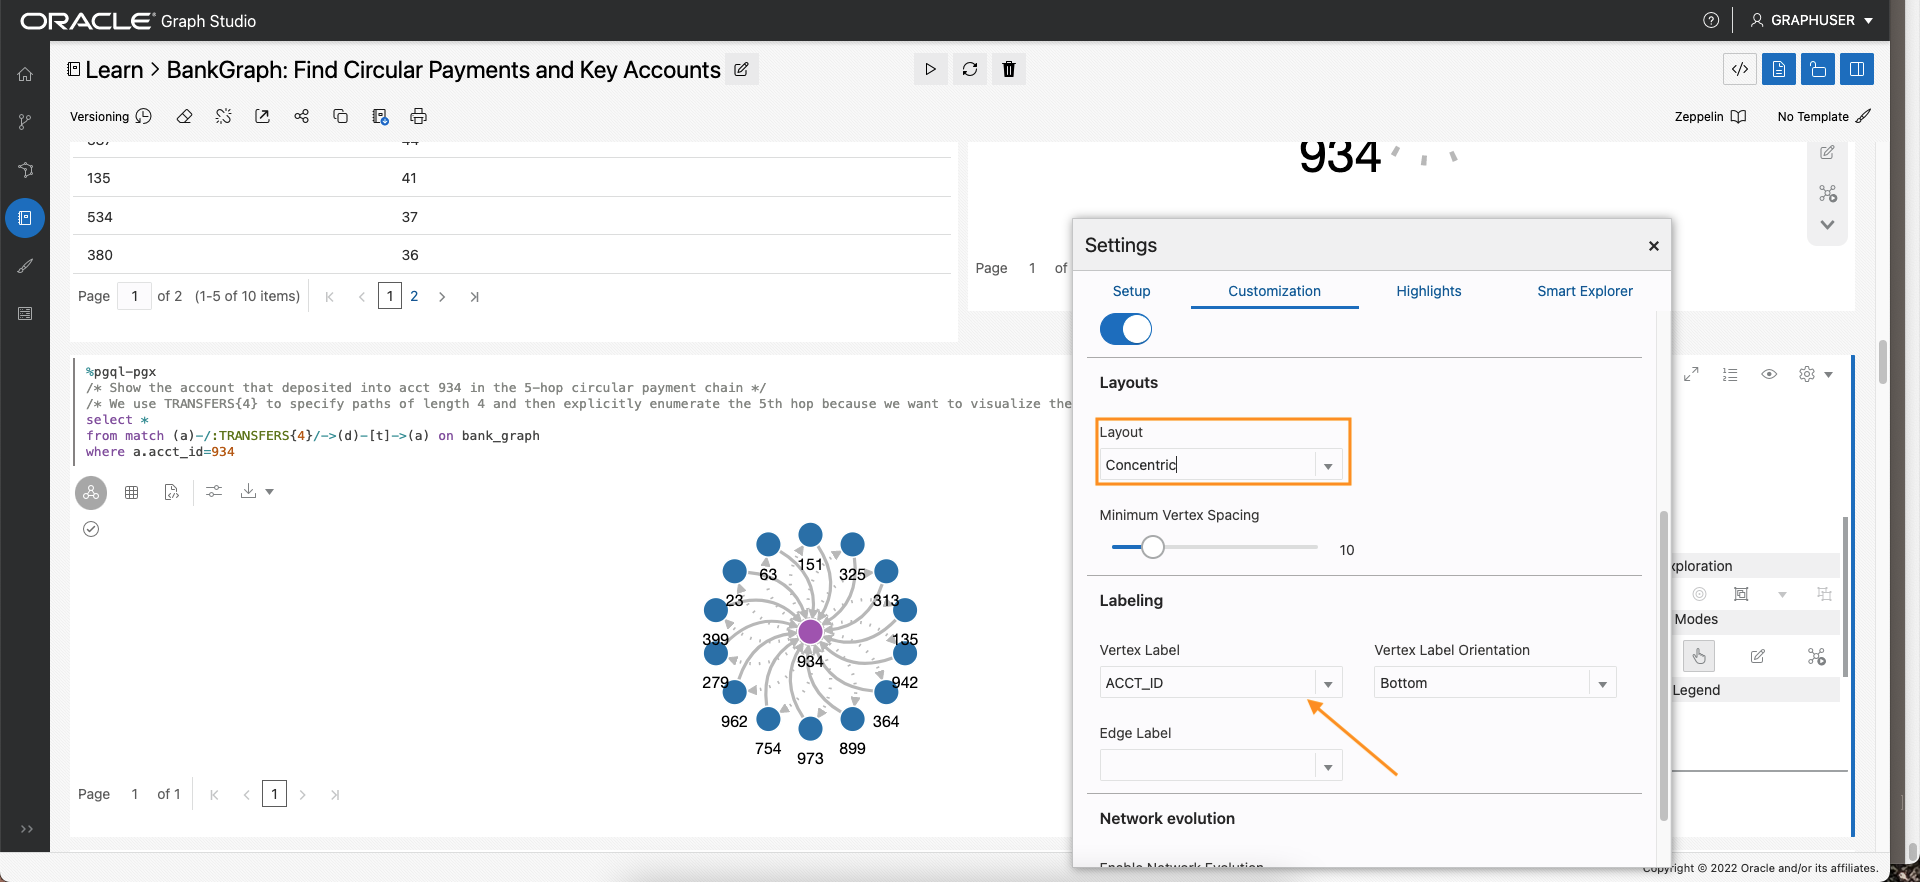 ORACLE Graph Studio
GRAPHUSER
Learn > BankGraph: Find Circular Payments and Key Accounts
Versioning
Zeppelin
No Template
135 41
534 37
380 36
Page 1 of 2 (1-5 of 10 items) 1 2
934
Page 1 of
%pgql-pgx
/* Show the account that deposited into acct 934 in the 5-hop circular payment chain */
/* We use TRANSFERS{4} to specify paths of length 4 and then explicitly enumerate the 5th hop because we want to visualize the
select *
from match (a)-/:TRANSFERS{4}/->(d)-[t]->(a) on bank_graph
where a.acct_id=934
151
63
325
23
313
399
135
934
279
942
962
364
754
899
973
Page 1 of 1 1
Settings
Setup Customization Highlights Smart Explorer
Layouts
Layout
Concentric
Minimum Vertex Spacing
10
Labeling
Vertex Label Vertex Label Orientation
ACCT_ID Bottom
Edge Label
Network evolution
Enable Network Evolution
xploration
Modes
Legend
Copyright © 2022 Oracle and/or its affiliates.